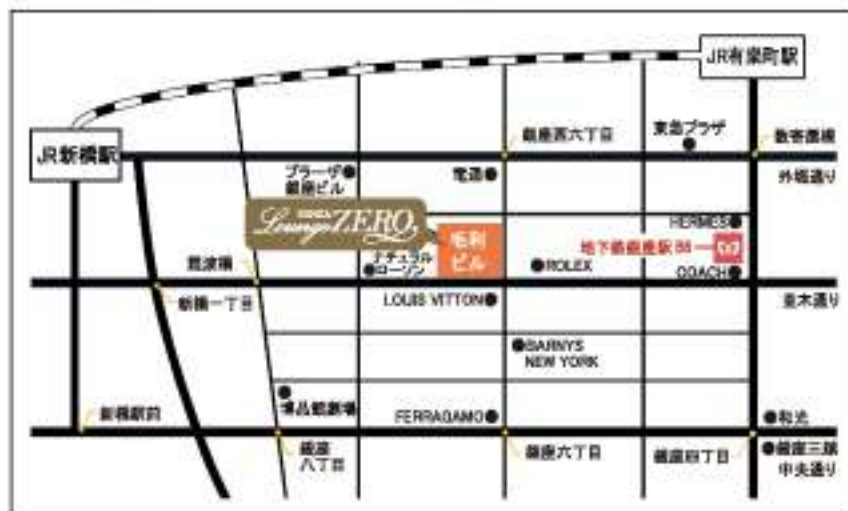 JR有楽町駅
JR新橋駅
銀座西六丁目
東急プラザ
数寄屋橋
外堀通り
プラーザ
銀座ビル
電通
Lounge ZERO
毛利
ビル
HERMES
地下鉄銀座駅 B6
ナチュラル
ローソン
ROLEX
COACH
難波橋
新橋一丁目
LOUIS VITTON
並木通り
BARNYS
NEW YORK
博品館劇場
新橋駅前
FERRAGAMO
和光
銀座
八丁目
銀座六丁目
銀座四丁目
銀座三越
中央通り